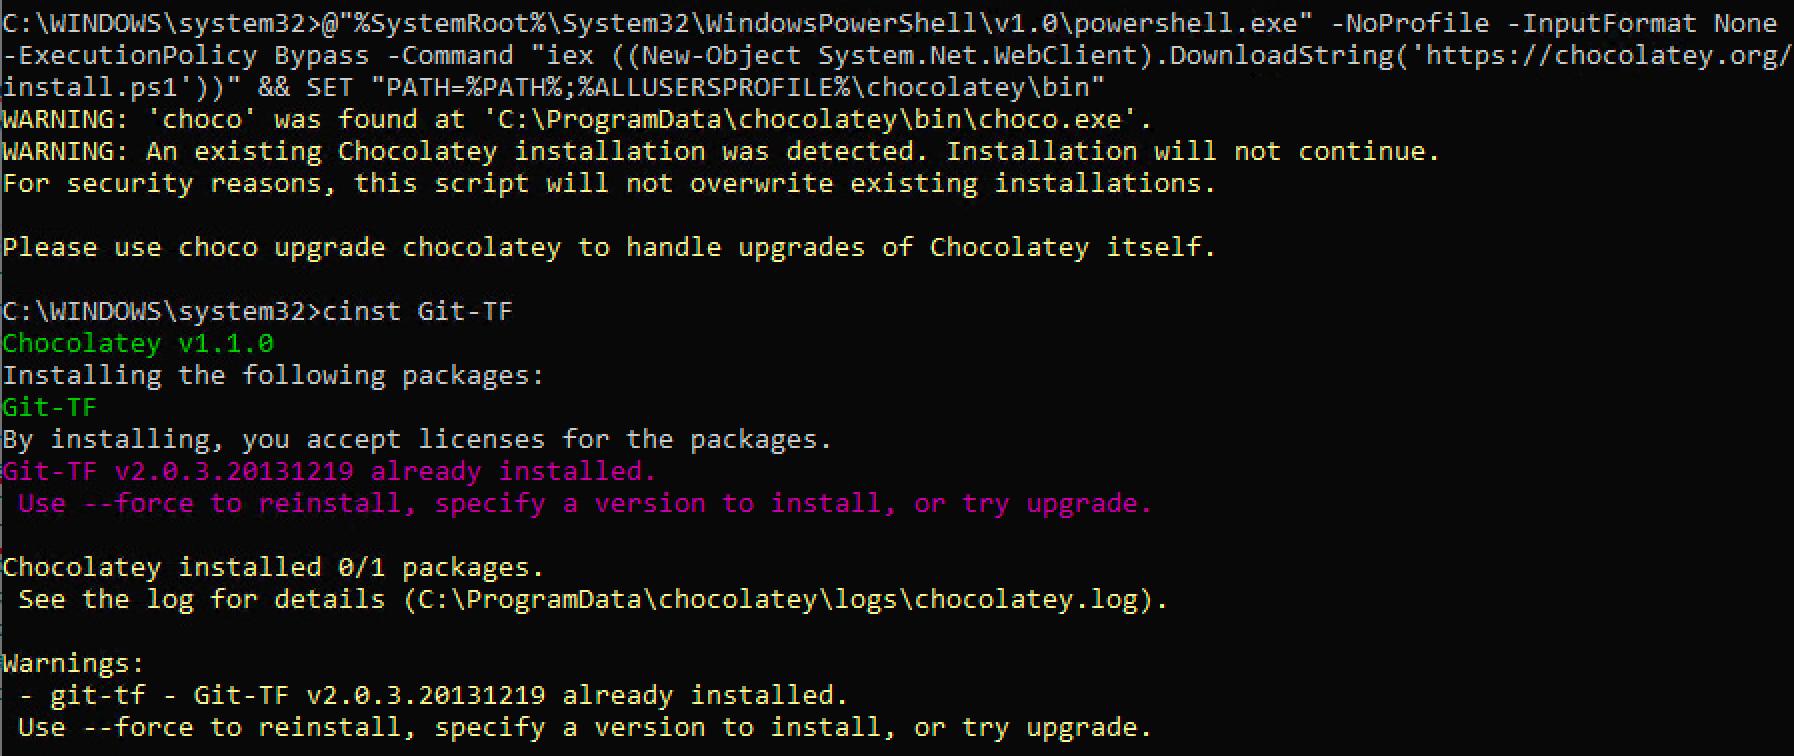 C:\WINDOWS\system32>@"%SystemRoot%\System32\WindowsPowerShell\v1.0\powershell.exe" -NoProfile -InputFormat None
-ExecutionPolicy Bypass -Command "iex ((New-Object System.Net.WebClient).DownloadString('https://chocolatey.org/
install.ps1'))" && SET "PATH=%PATH%;%ALLUSERSPROFILE%\chocolatey\bin"
WARNING: 'choco' was found at 'C:\ProgramData\chocolatey\bin\choco.exe'.
WARNING: An existing Chocolatey installation was detected. Installation will not continue.
For security reasons, this script will not overwrite existing installations.

Please use choco upgrade chocolatey to handle upgrades of Chocolatey itself.

C:\WINDOWS\system32>cinst Git-TF
Chocolatey v1.1.0
Installing the following packages:
Git-TF
By installing, you accept licenses for the packages.
Git-TF v2.0.3.20131219 already installed.
 Use --force to reinstall, specify a version to install, or try upgrade.

Chocolatey installed 0/1 packages.
 See the log for details (C:\ProgramData\chocolatey\logs\chocolatey.log).

Warnings:
 - git-tf - Git-TF v2.0.3.20131219 already installed.
 Use --force to reinstall, specify a version to install, or try upgrade.